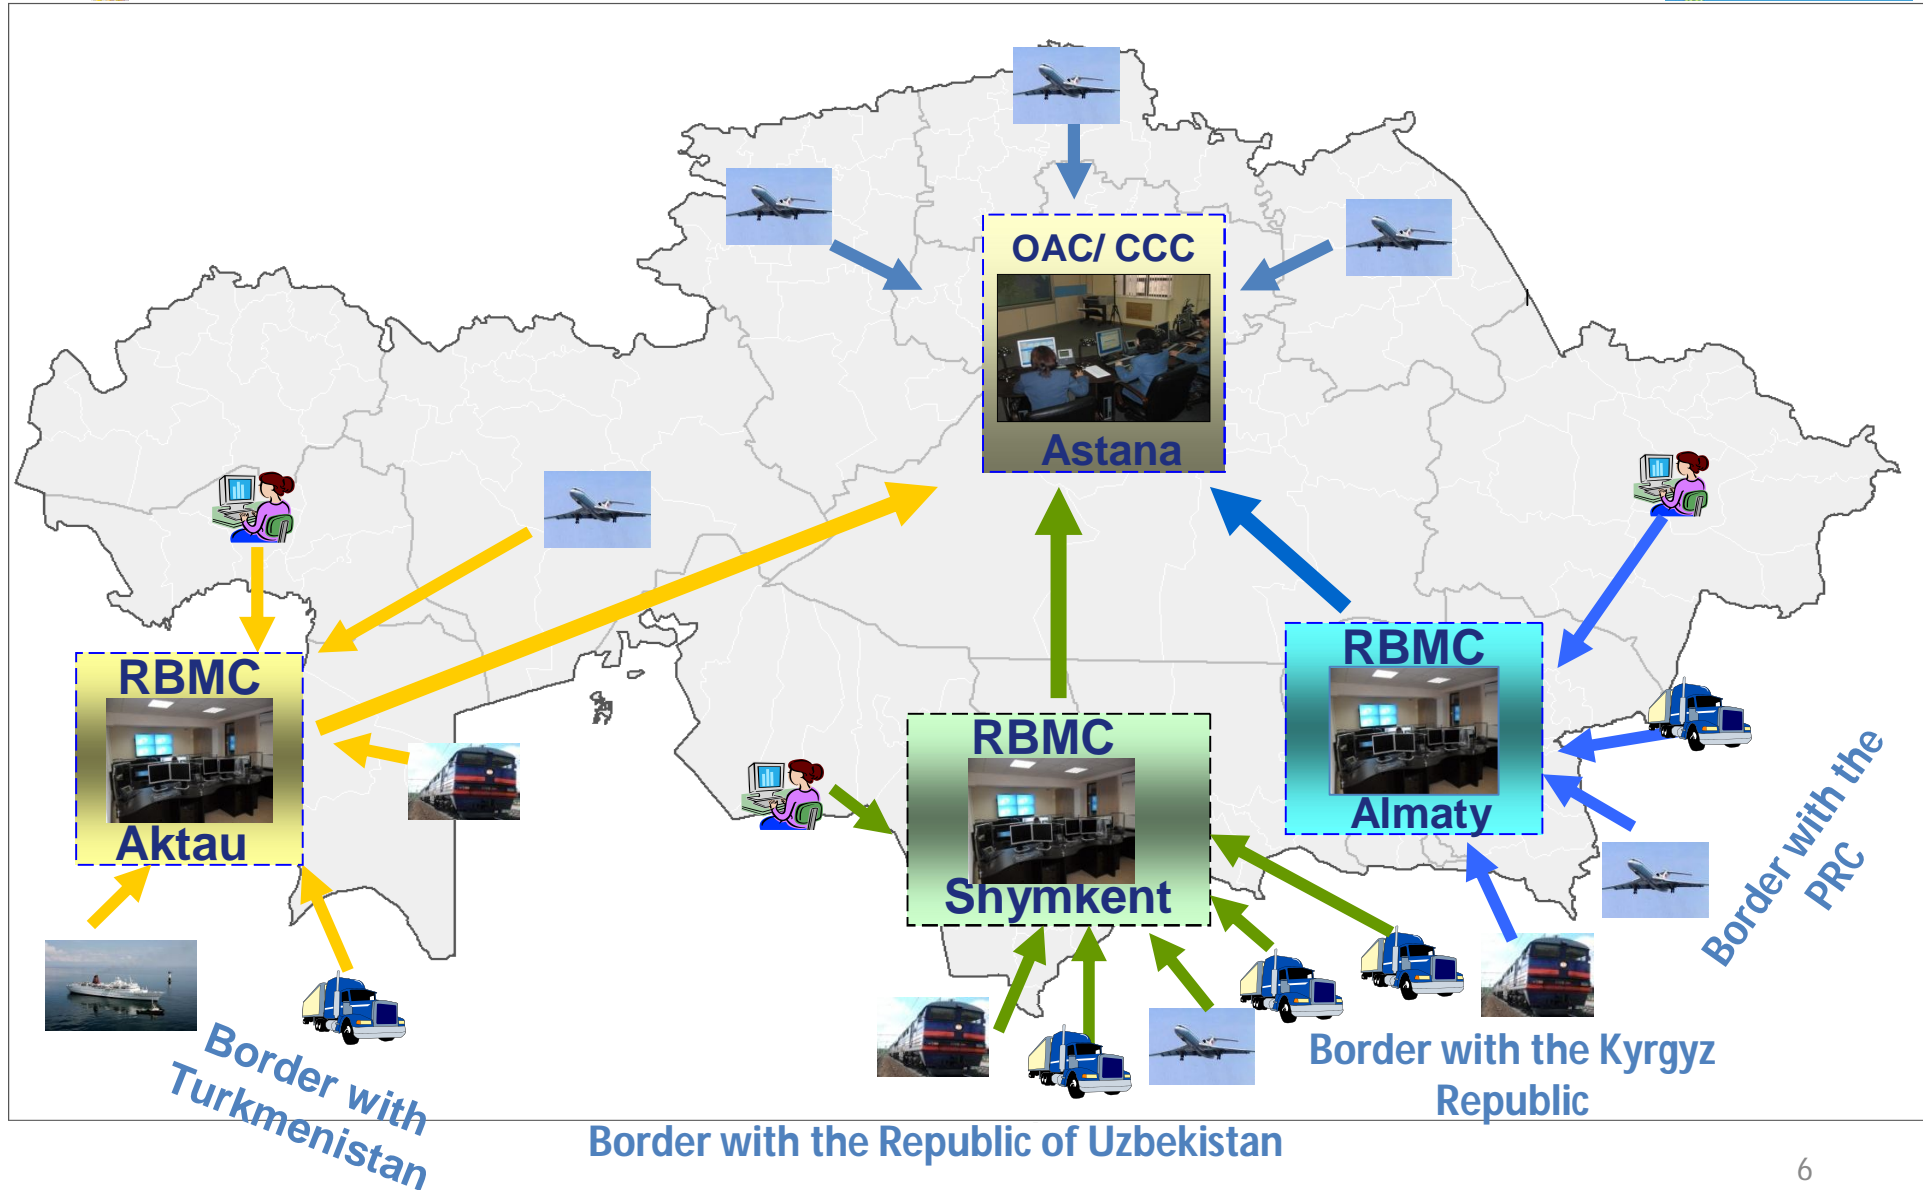 OAC/ CCC
Astana
RBMC
Aktau
RBMC
Shymkent
RBMC
Almaty
Border with the
PRC
Border with the Kyrgyz
Republic
Border with
Turkmenistan
Border with the Republic of Uzbekistan
6